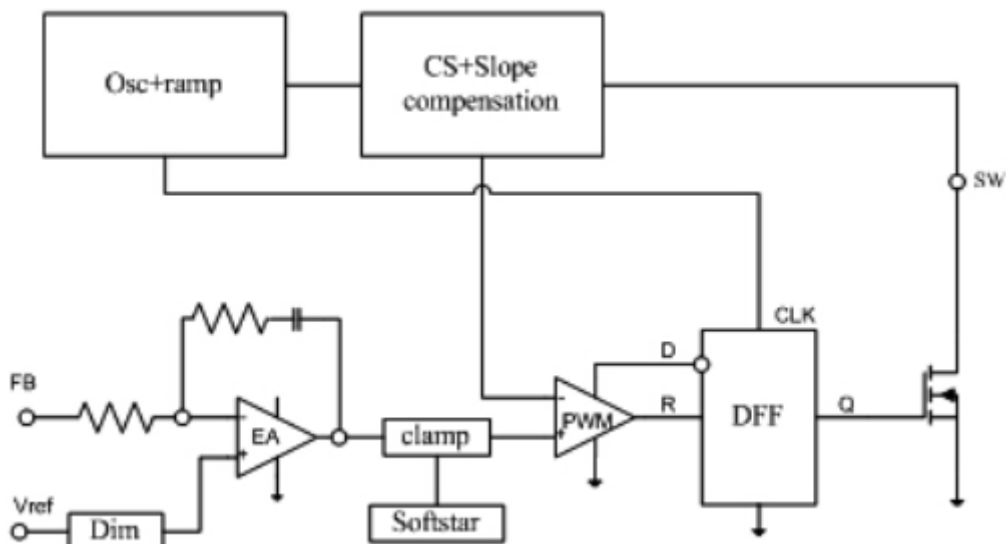 Osc+ramp
CS+Slope
compensation
SW
CLK
D
FB
EA
clamp
PWM
R
DFF
Q
Vref
Dim
Softstar
-
+
-
+